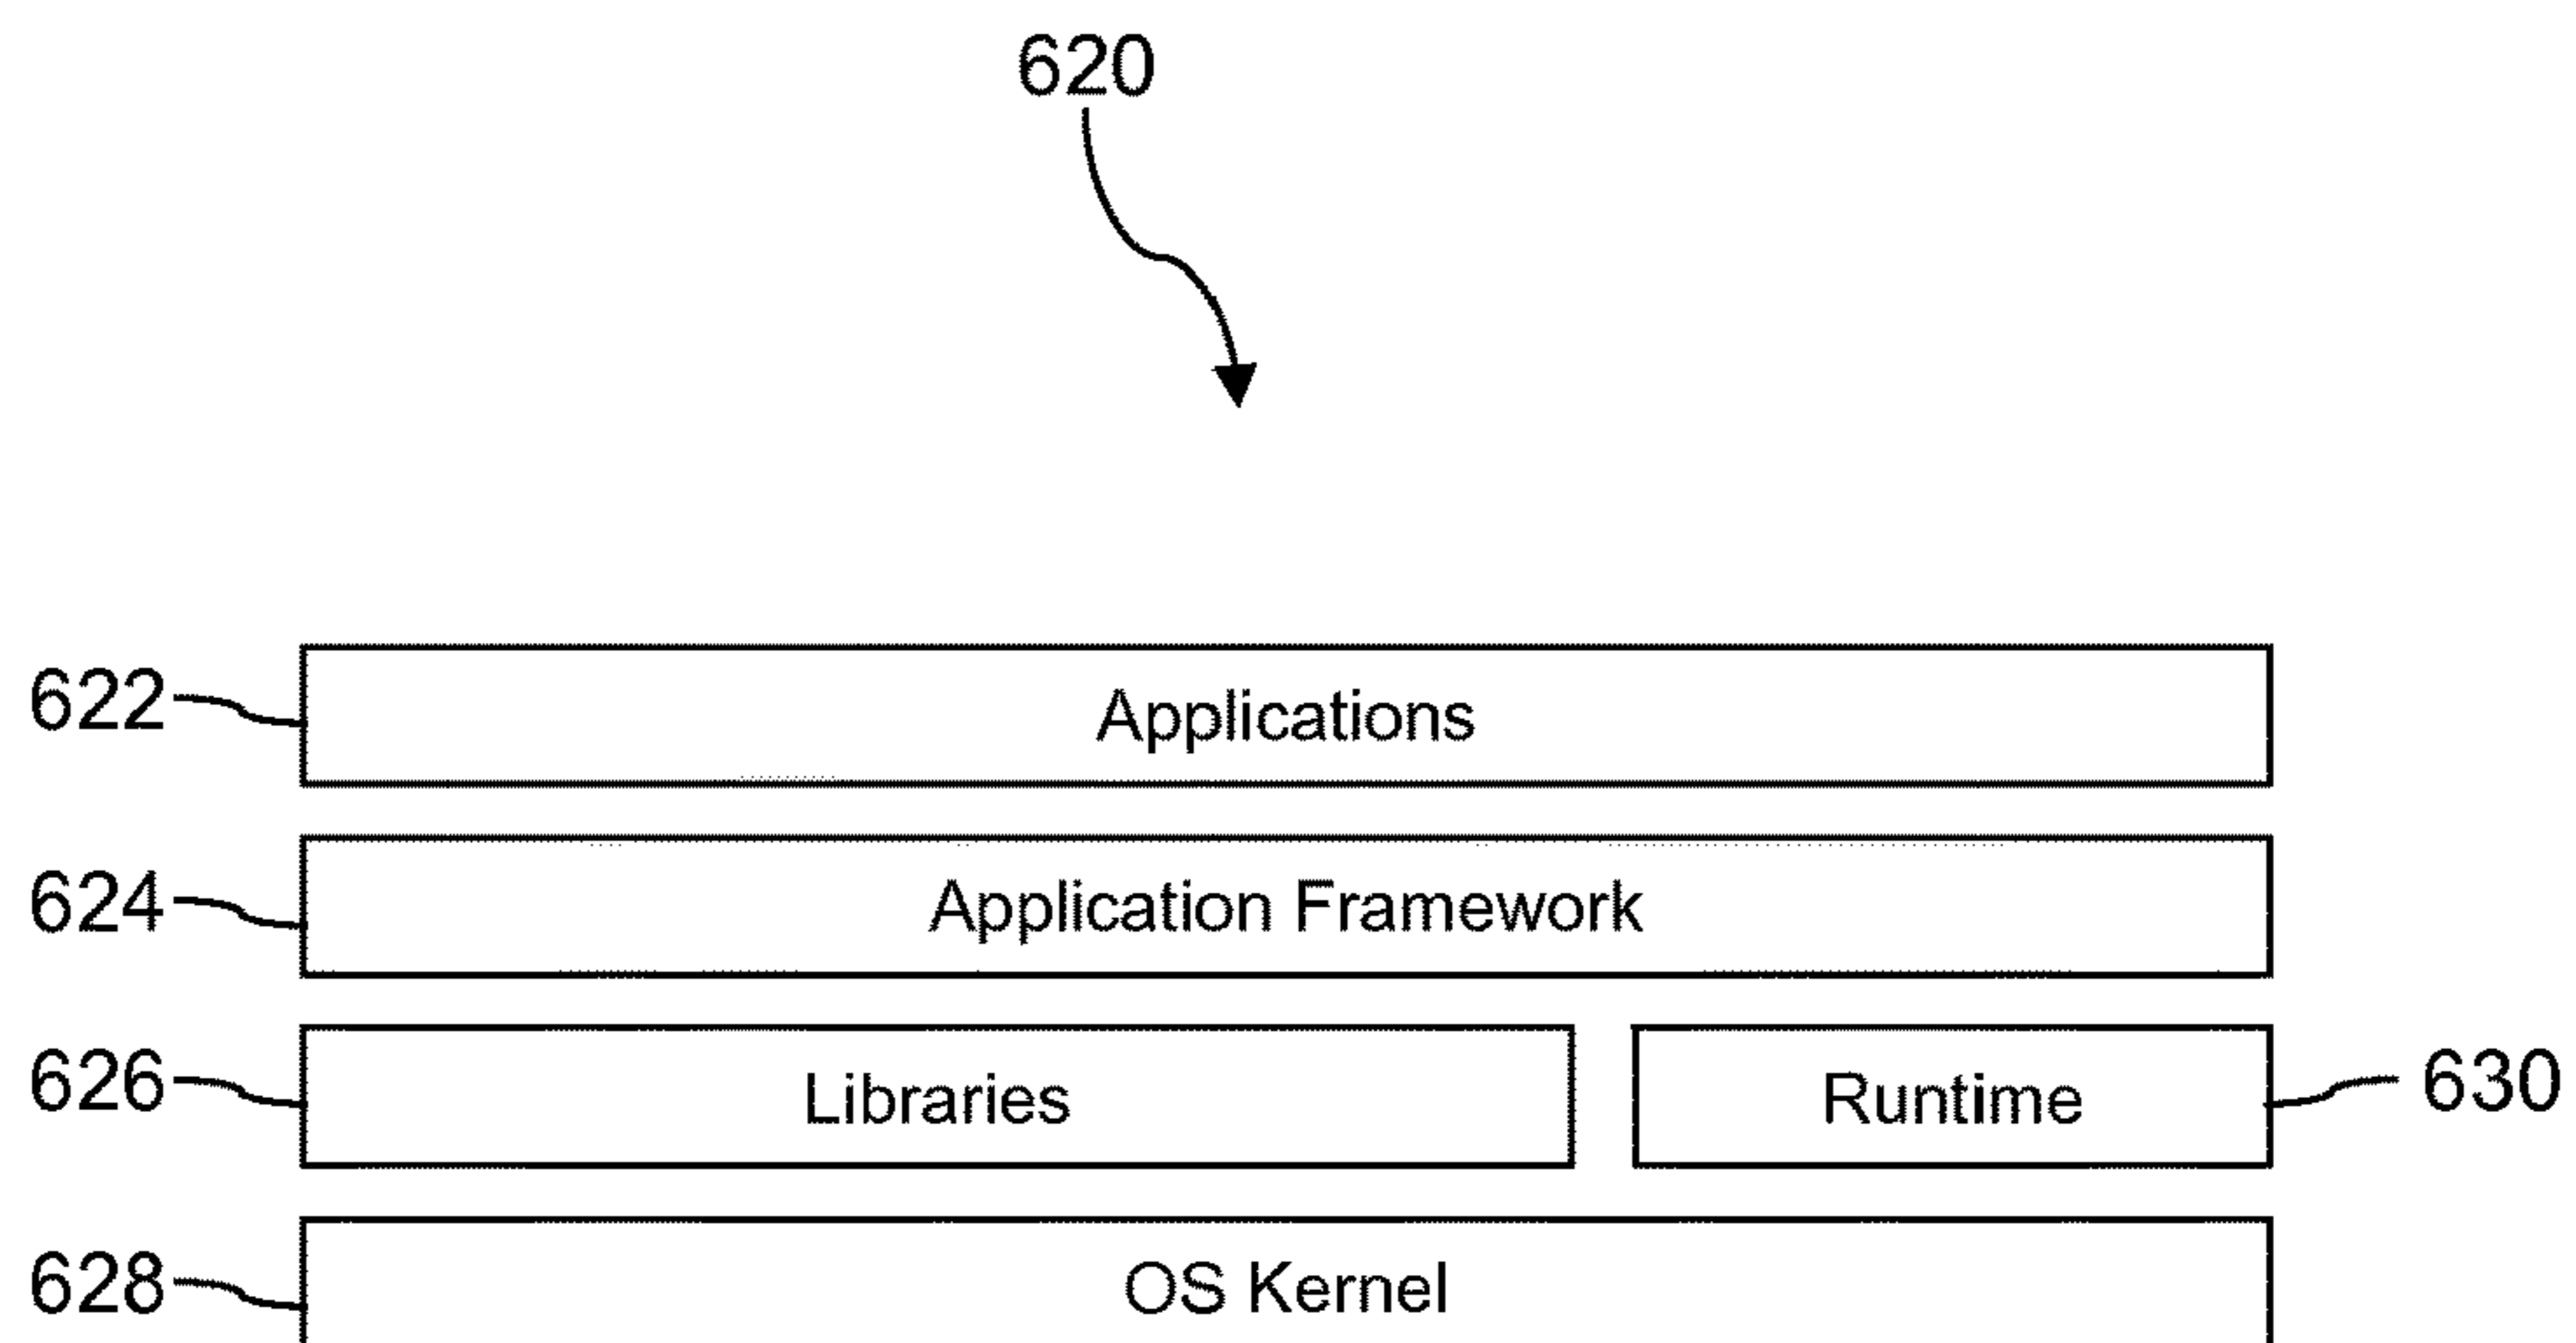 620
622 Applications
624 Application Framework
626 Libraries Runtime 630
628 OS Kernel